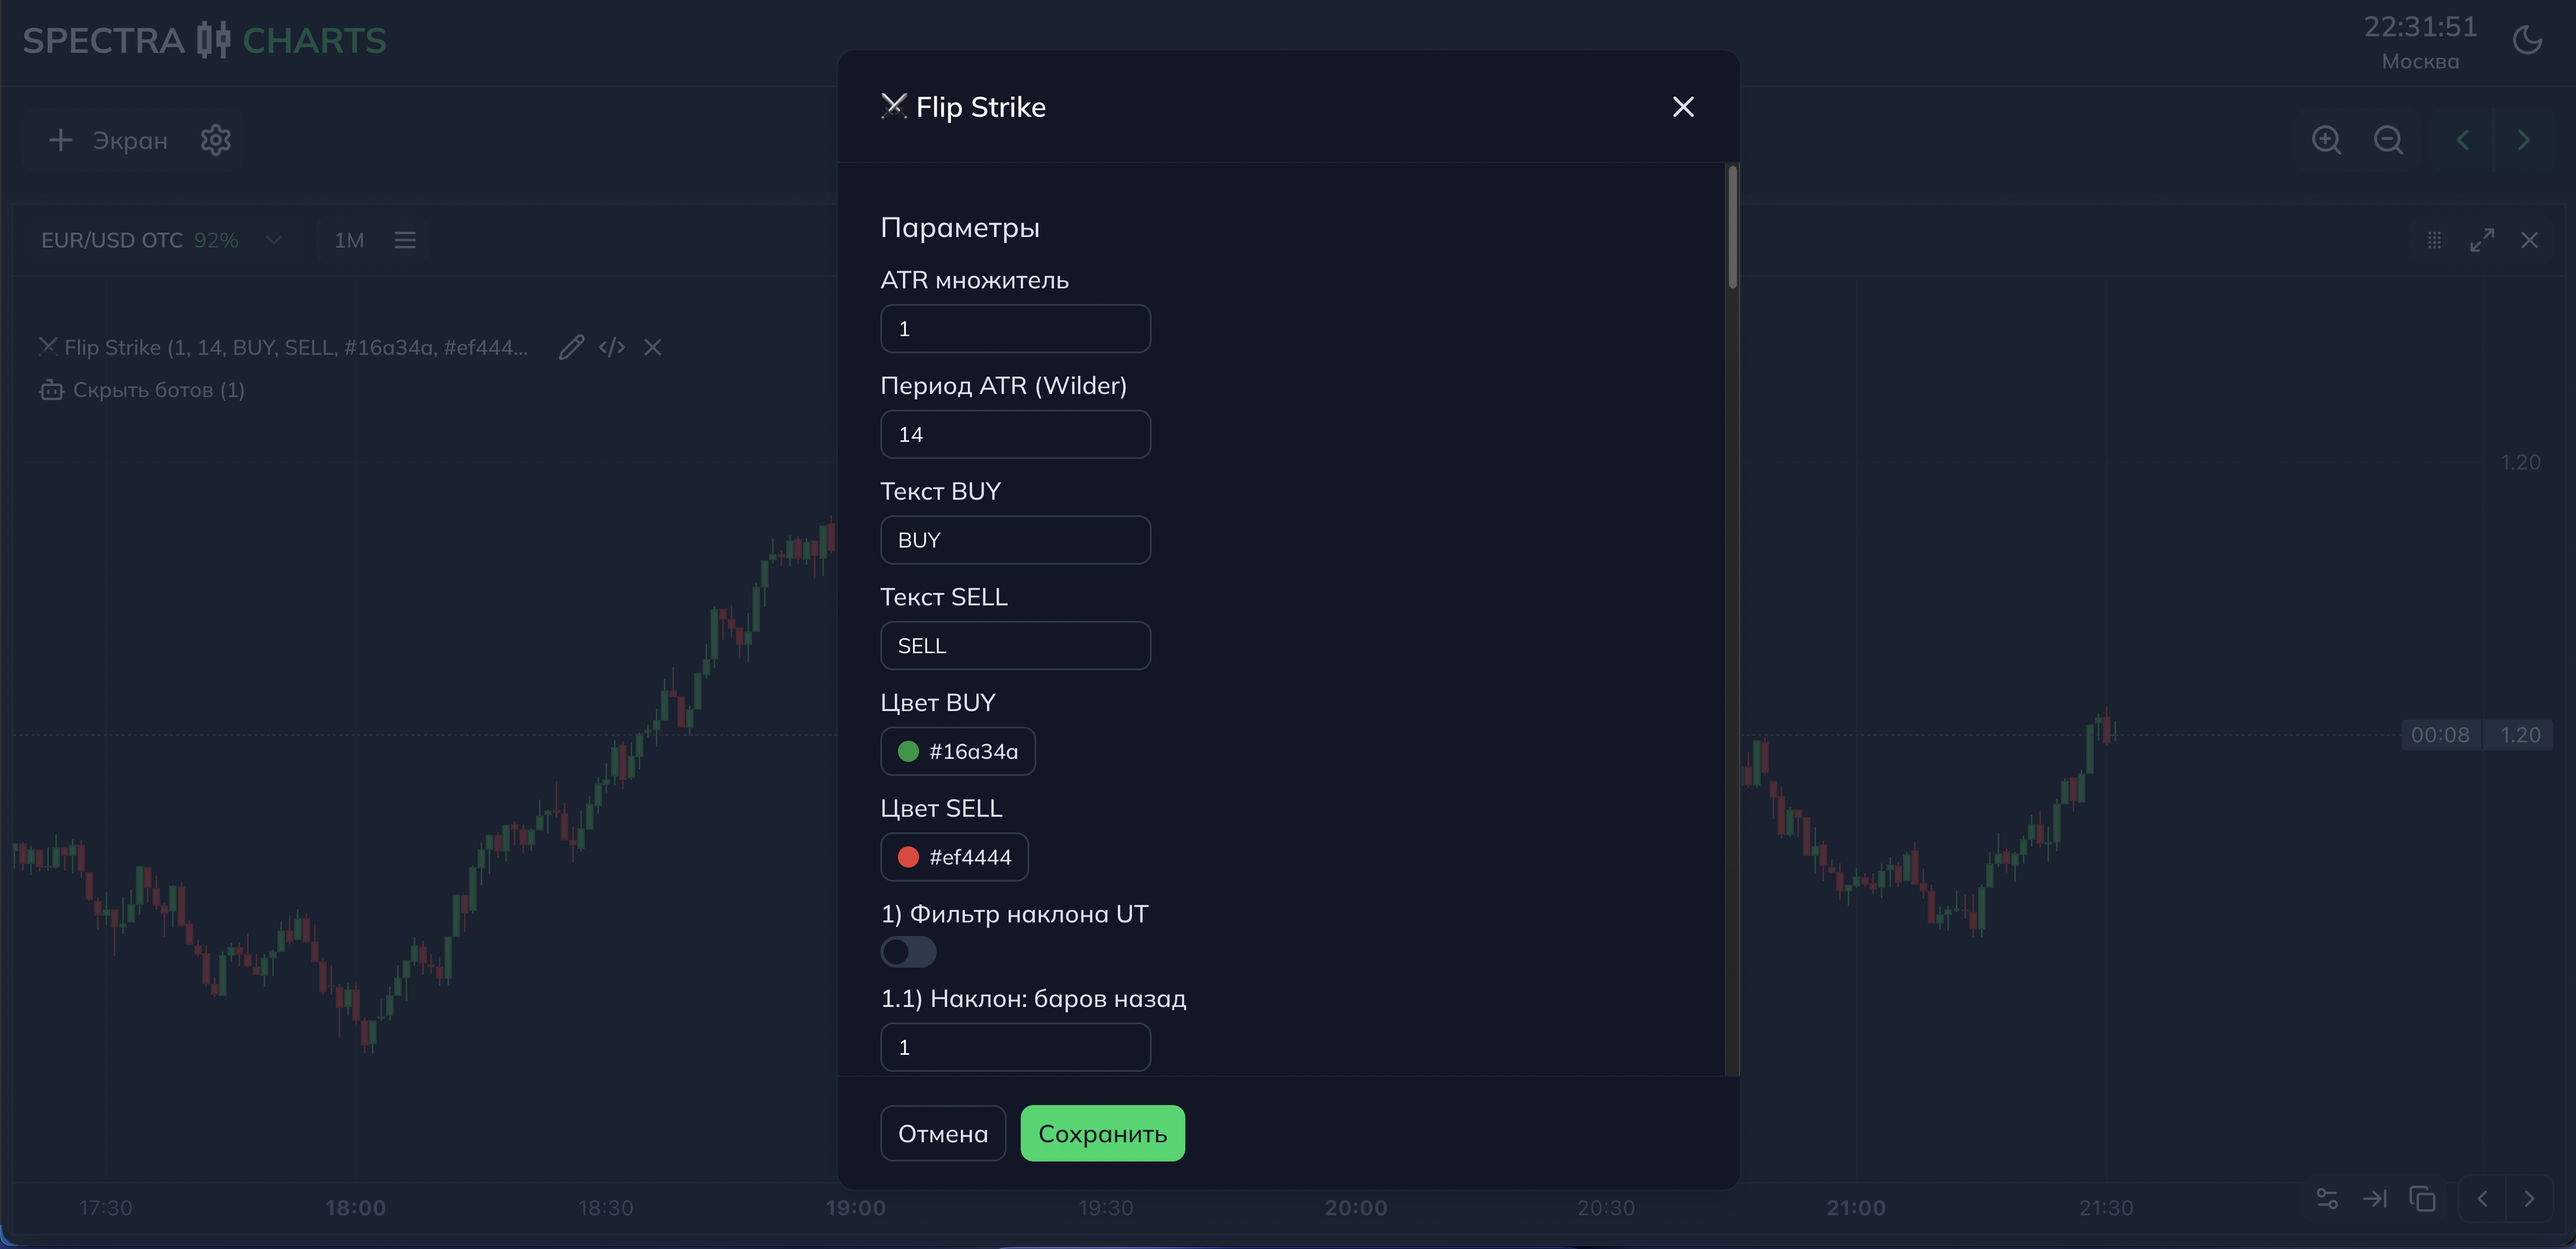 SPECTRA CHARTS
22:31:51
Москва
Экран
EUR/USD OTC 92%
1M
Flip Strike (1, 14, BUY, SELL, #16a34a, #ef444...
Скрыть ботов (1)
Flip Strike
Параметры
ATR множитель
1
Период ATR (Wilder)
14
Текст BUY
BUY
Текст SELL
SELL
Цвет BUY
#16a34a
Цвет SELL
#ef4444
1) Фильтр наклона UT
1.1) Наклон: баров назад
1
Отмена
Сохранить
1.20
00:08
1.20
17:30
18:00
18:30
19:00
19:30
20:00
20:30
21:00
21:30